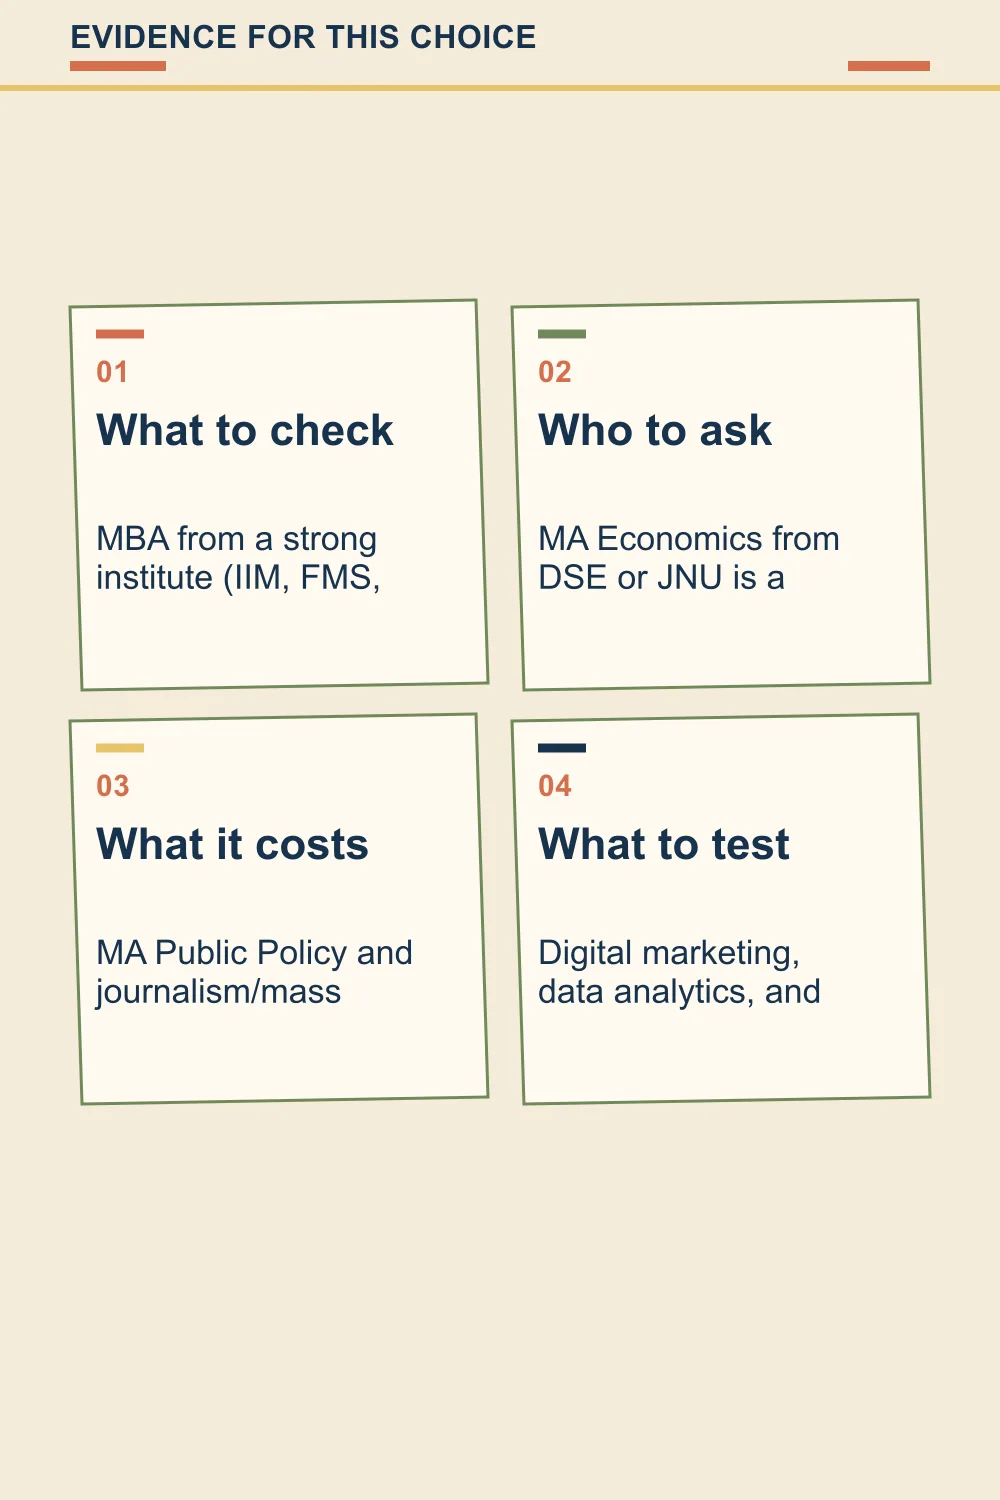 EVIDENCE FOR THIS CHOICE
01
What to check
MBA from a strong
institute (IIM, FMS,
02
Who to ask
MA Economics from
DSE or JNU is a
03
What it costs
MA Public Policy and
journalism/mass
04
What to test
Digital marketing,
data analytics, and